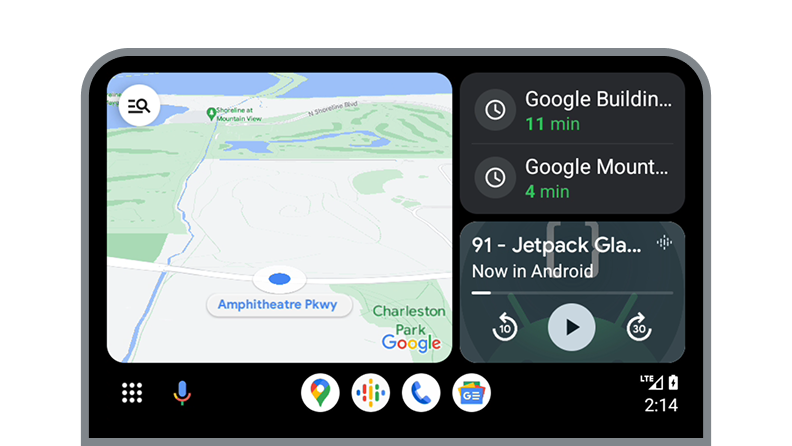 Shoreline at
Mountain View
N Shoreline Blvd
Amphitheatre Pkwy
Charleston
Park
Google
Google Buildin...
11 min
Google Mount...
4 min
91 - Jetpack Gla...
Now in Android
10
30
GE
LTE
2:14